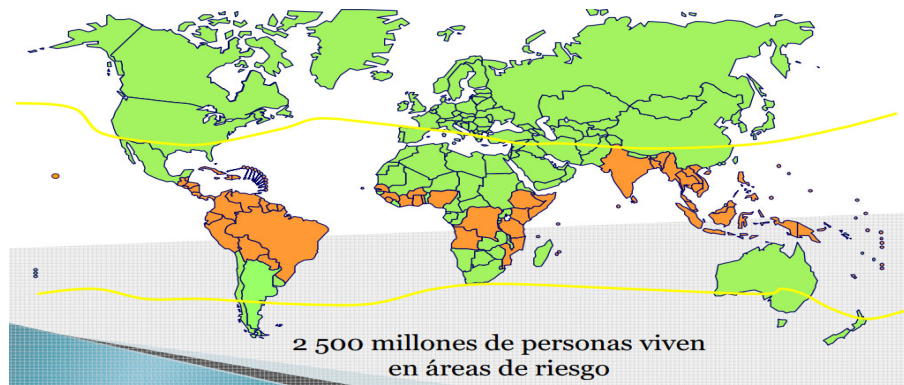 2 500 millones de personas viven
en áreas de riesgo